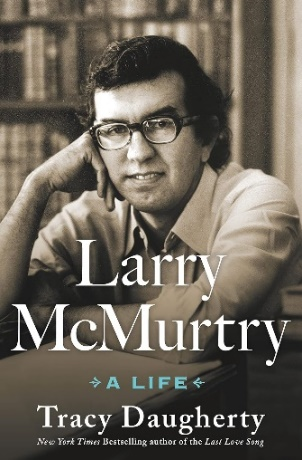 Larry
McMurtry
A LIFE
Tracy Daugherty
New York Times Bestselling author of the Last Love Song